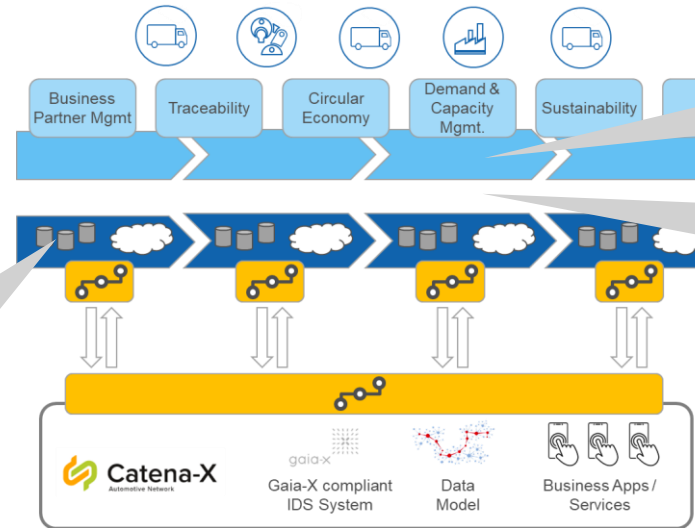 Business
Partner Mgmt
Traceability
Circular
Economy
Demand &
Capacity
Mgmt.
Sustainability
Catena-X
Automotive Network
gaia-x
Gaia-X compliant
IDS System
Data
Model
Business Apps /
Services